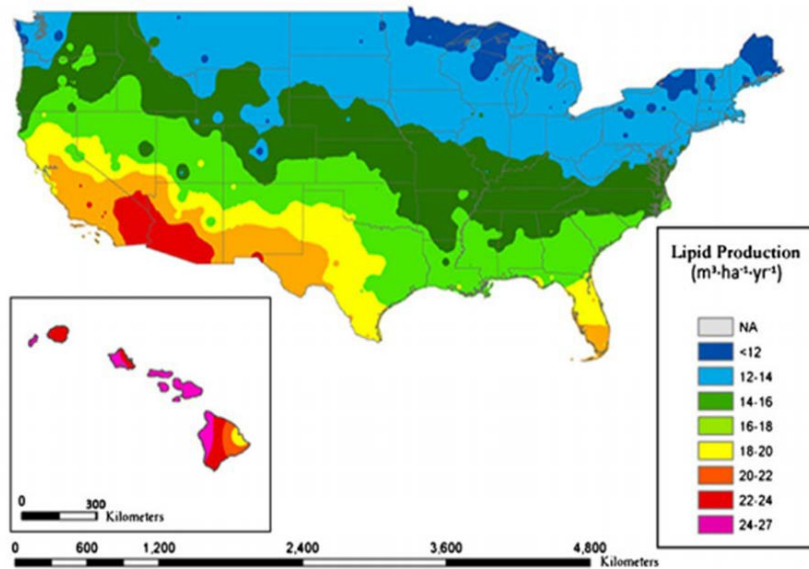 Lipid Production
(m³·ha⁻¹·yr⁻¹)
NA
<12
12-14
14-16
16-18
18-20
20-22
22-24
24-27
0 300
Kilometers
0 600 1,200 2,400 3,600 4,800
Kilometers